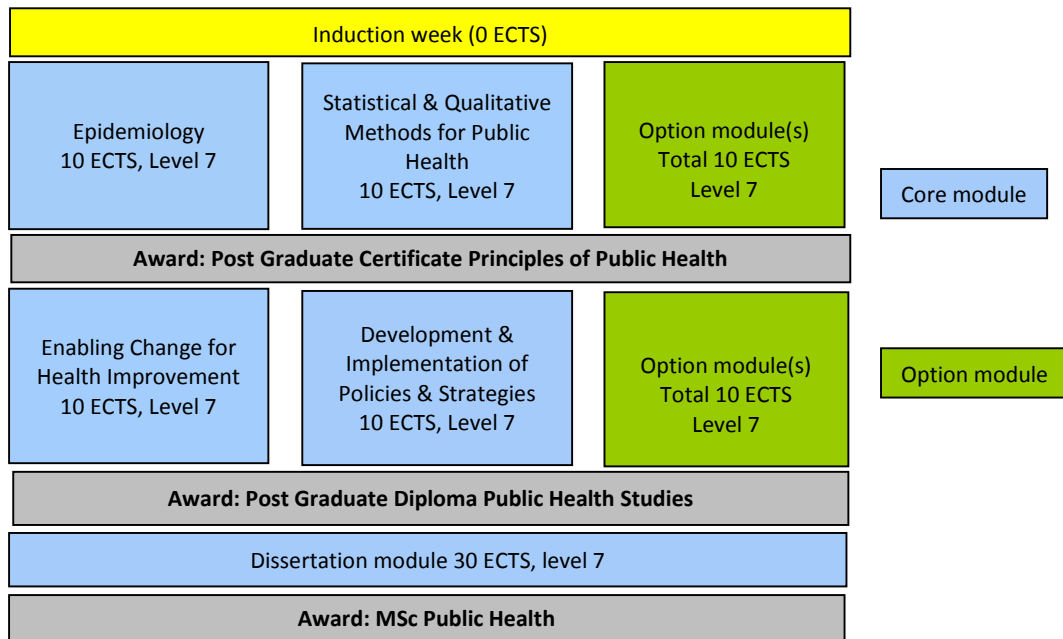 Induction week (0 ECTS)
Epidemiology
10 ECTS, Level 7
Statistical & Qualitative
Methods for Public
Health
10 ECTS, Level 7
Option module(s)
Total 10 ECTS
Level 7
Core module
Award: Post Graduate Certificate Principles of Public Health
Enabling Change for
Health Improvement
10 ECTS, Level 7
Development &
Implementation of
Policies & Strategies
10 ECTS, Level 7
Option module(s)
Total 10 ECTS
Level 7
Option module
Award: Post Graduate Diploma Public Health Studies
Dissertation module 30 ECTS, level 7
Award: MSc Public Health